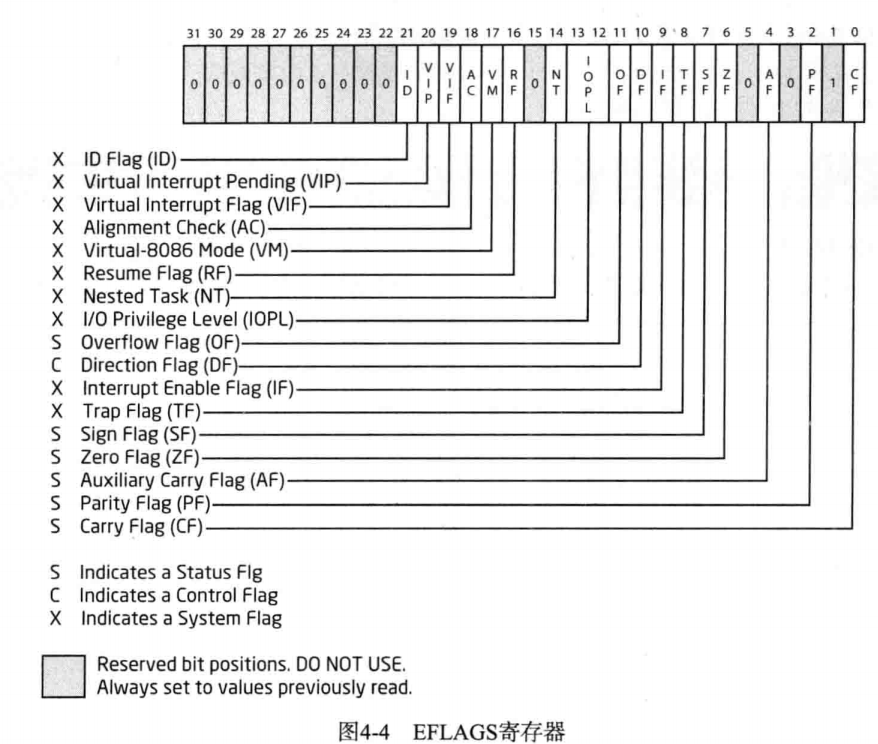 31 30 29 28 27 26 25 24 23 22 21 20 19 18 17 16 15 14 13 12 11 10 9 8 7 6 5 4 3 2 1 0
0 0 0 0 0 0 0 0 0 0 ID VIP VIF AC VM RF 0 NT IOPL OF DF IF TF SF ZF 0 AF 0 PF 1 CF
X ID Flag (ID)
X Virtual Interrupt Pending (VIP)
X Virtual Interrupt Flag (VIF)
X Alignment Check (AC)
X Virtual-8086 Mode (VM)
X Resume Flag (RF)
X Nested Task (NT)
X I/O Privilege Level (IOPL)
S Overflow Flag (OF)
C Direction Flag (DF)
X Interrupt Enable Flag (IF)
X Trap Flag (TF)
S Sign Flag (SF)
S Zero Flag (ZF)
S Auxiliary Carry Flag (AF)
S Parity Flag (PF)
S Carry Flag (CF)
S Indicates a Status Flg
C Indicates a Control Flag
X Indicates a System Flag
Reserved bit positions. DO NOT USE.
Always set to values previously read.
图4-4 EFLAGS寄存器